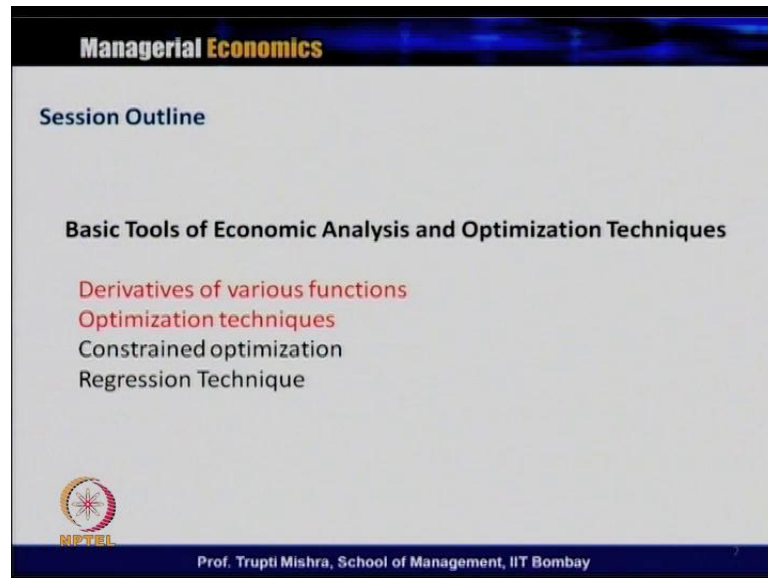 Managerial Economics
Session Outline
Basic Tools of Economic Analysis and Optimization Techniques
Derivatives of various functions
Optimization techniques
Constrained optimization
Regression Technique
NPTEL
Prof. Trupti Mishra, School of Management, IIT Bombay